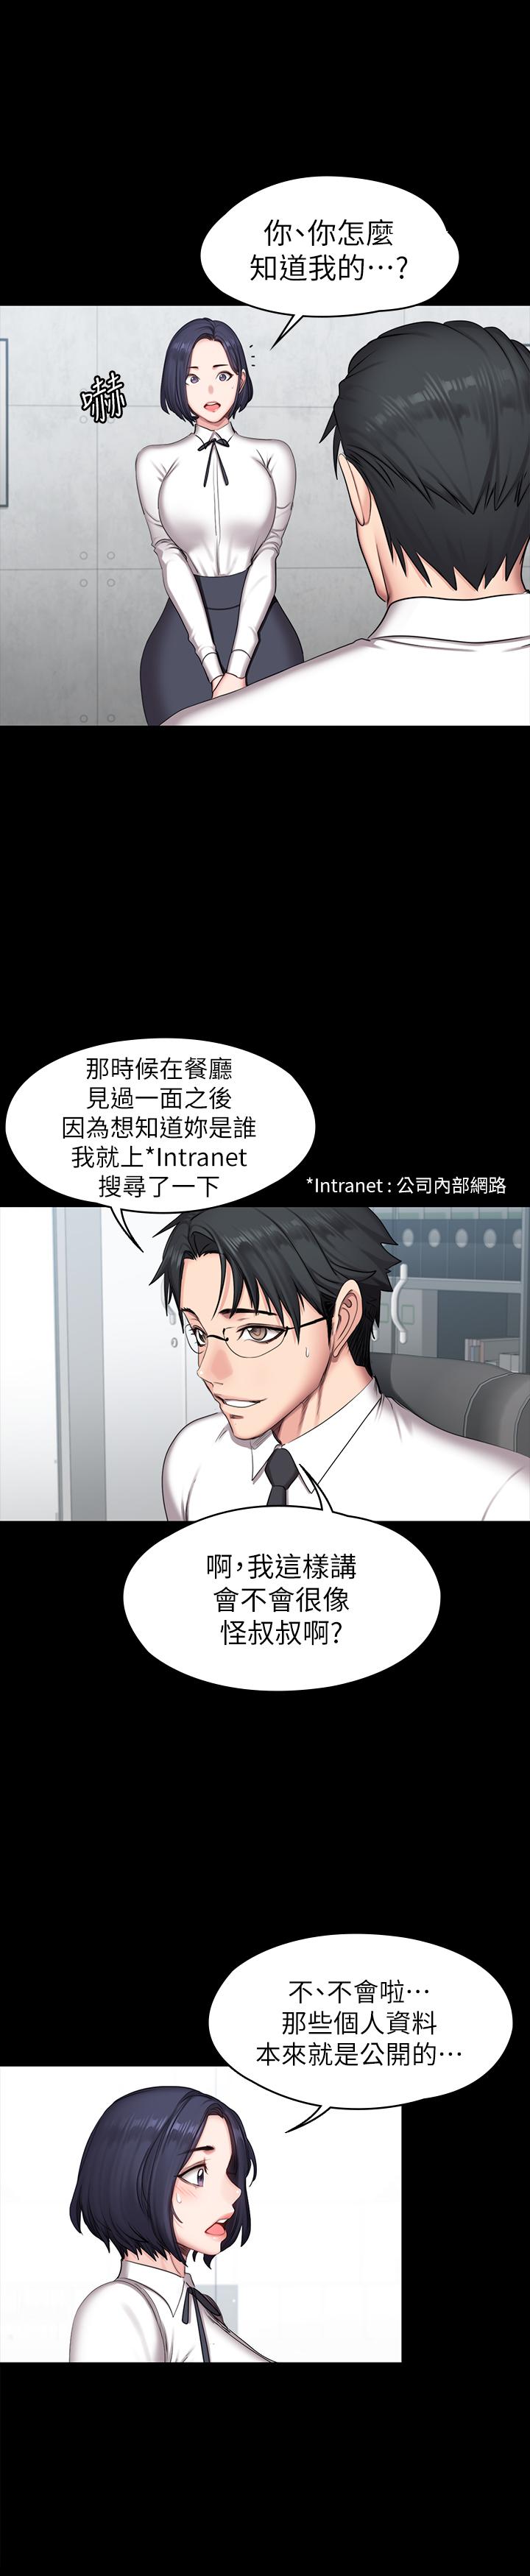 你、你怎麼
知道我的…?
嚇
那時候在餐廳
見過一面之後
因為想知道妳是誰
我就上*Intranet
搜尋了一下
*Intranet : 公司內部網路
啊,我這樣講
會不會很像
怪叔叔啊?
不、不會啦…
那些個人資料
本來就是公開的…